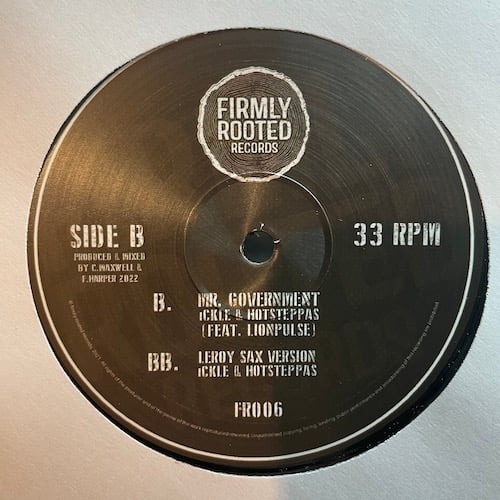 FIRMLY
ROOTED
RECORDS
SIDE B
33 RPM
PRODUCED & MIXED
BY C.MAXWELL &
F.HARPER 2022
B. MR. GOVERNMENT
iCKLE & HOTSTEPPAS
(FEAT. LIONPULSE)
BB. LEROY SAX VERSION
iCKLE & HOTSTEPPAS
FR006